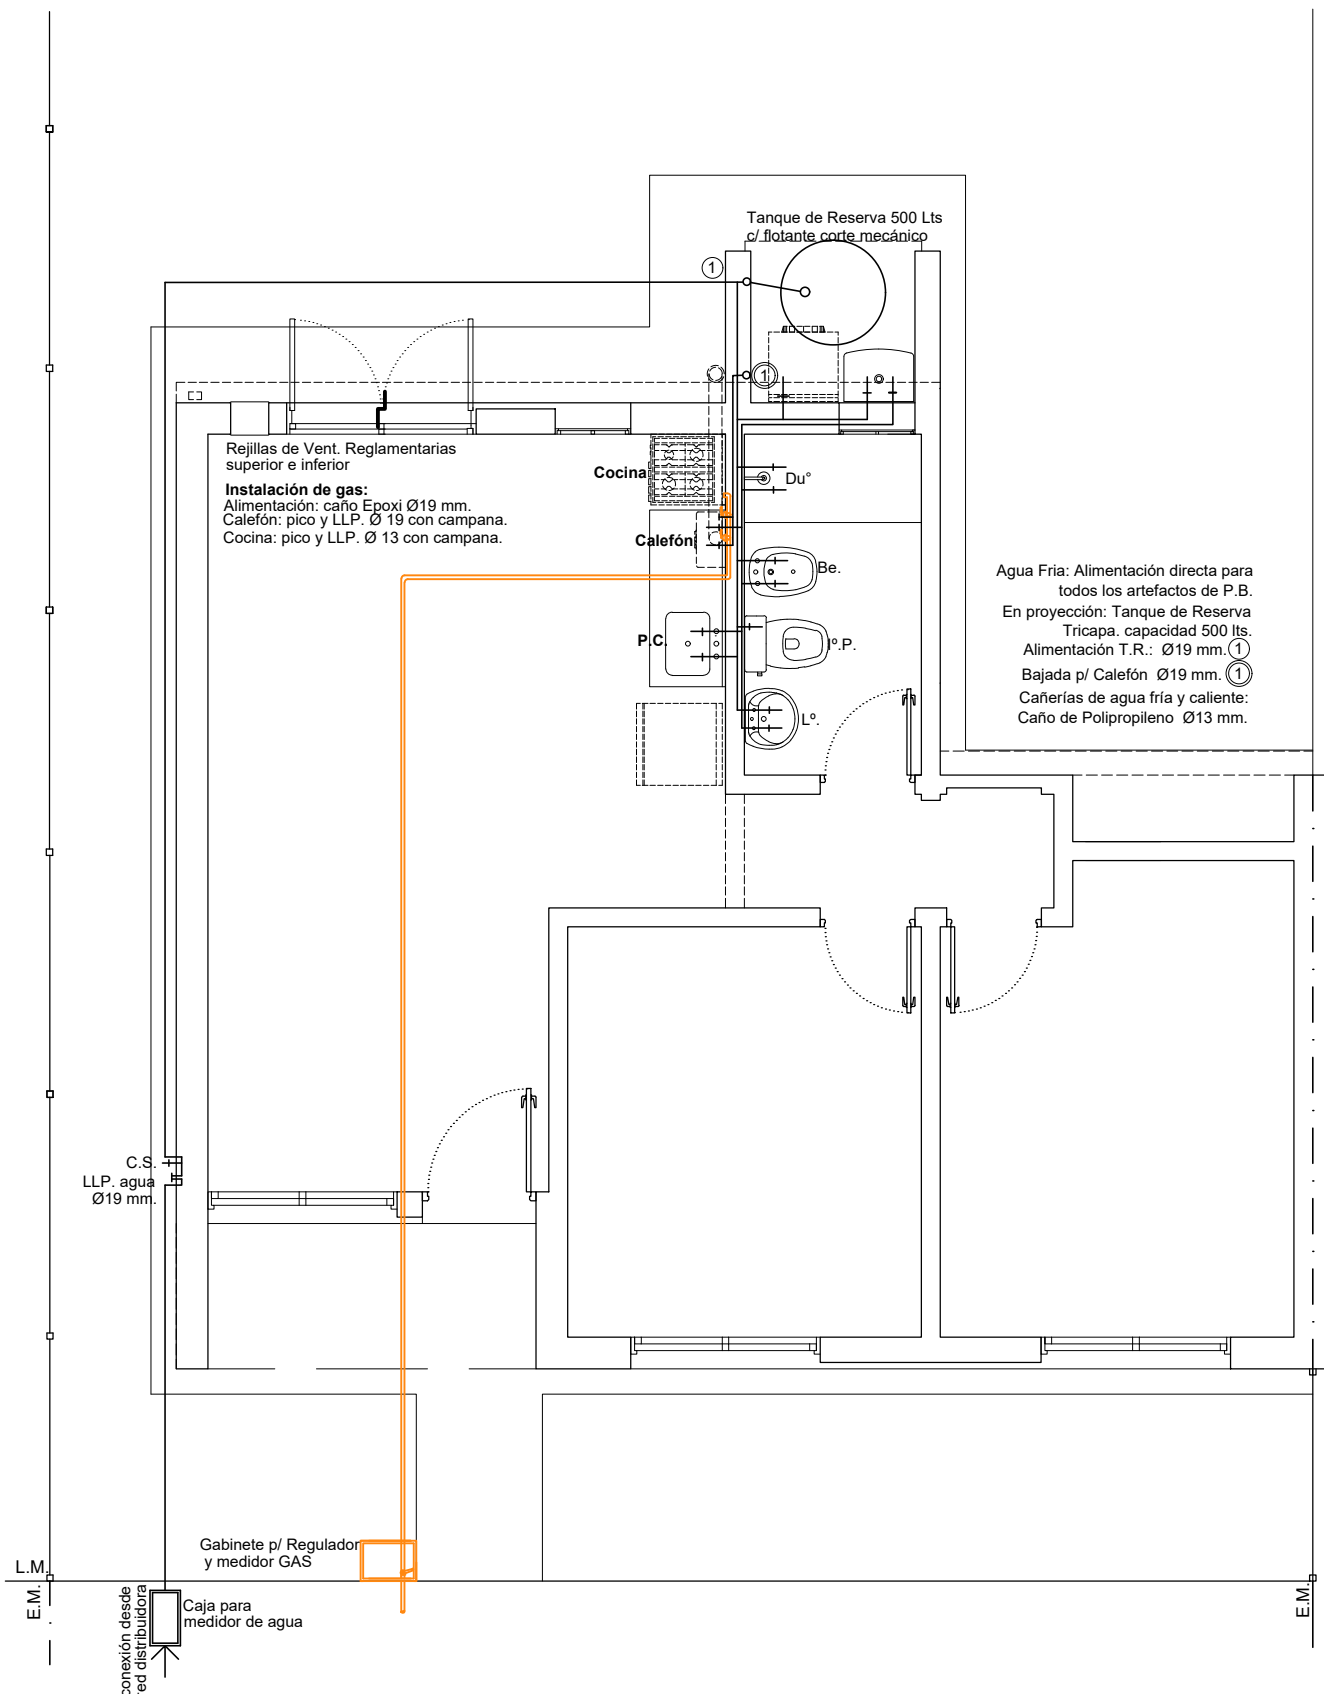 Tanque de Reserva 500 Lts
c/ flotante corte mecánico
1
1
Rejillas de Vent. Reglamentarias
superior e inferior
Instalación de gas:
Alimentación: caño Epoxi Ø19 mm.
Calefón: pico y LLP. Ø 19 con campana.
Cocina: pico y LLP. Ø 13 con campana.
Cocina
Du°
Calefón
Be.
P.C.
I°.P.
L°.
Agua Fria: Alimentación directa para
todos los artefactos de P.B.
En proyección: Tanque de Reserva
Tricapa. capacidad 500 lts.
Alimentación T.R.: Ø19 mm. 1
Bajada p/ Calefón Ø19 mm. 1
Cañerías de agua fría y caliente:
Caño de Polipropileno Ø13 mm.
C.S.
LLP. agua
Ø19 mm.
Gabinete p/ Regulador
y medidor GAS
L.M.
E.M.
conexión desde
red distribuidora
Caja para
medidor de agua
E.M.